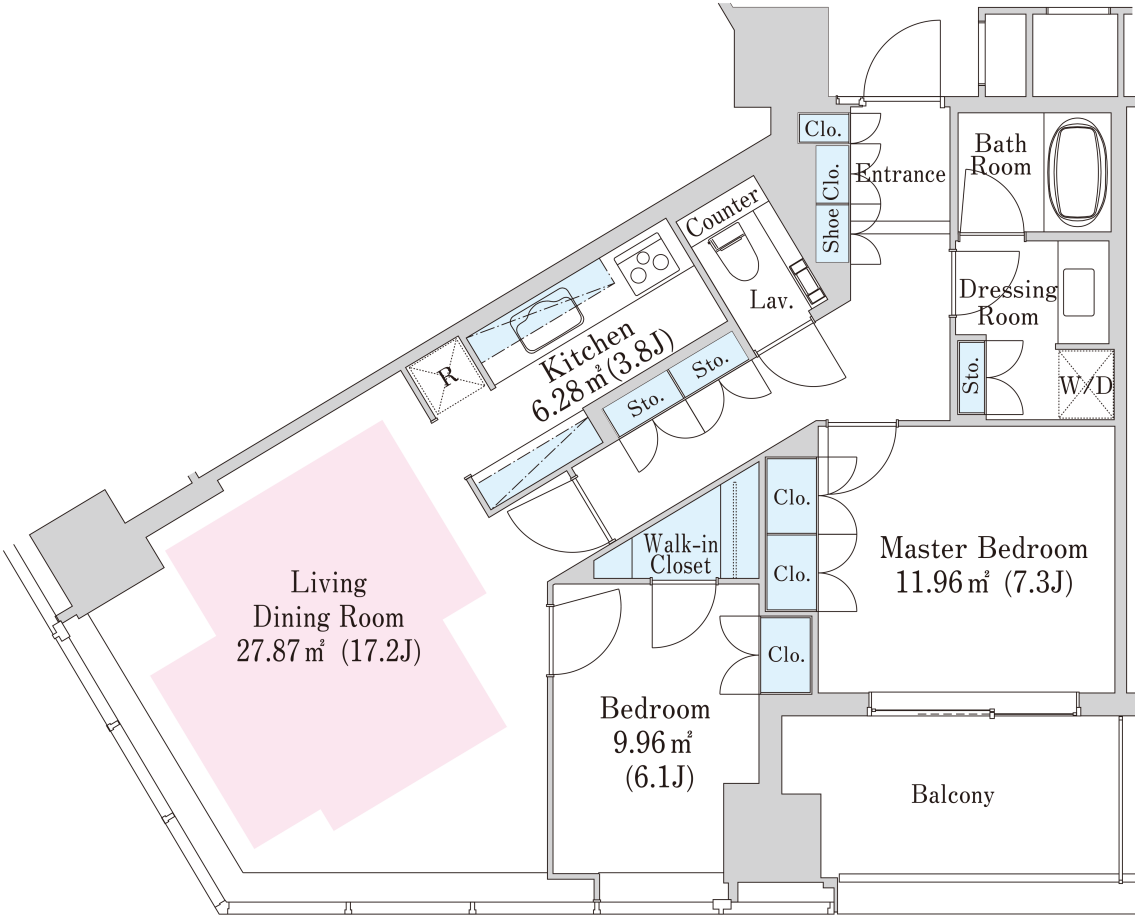 Clo.
Entrance
Bath
Room
Shoe Clo.
Counter
Lav.
Dressing
Room
Sto.
W/D
Kitchen
6.28㎡(3.8J)
R
Sto.
Sto.
Clo.
Clo.
Master Bedroom
11.96㎡ (7.3J)
Walk-in
Closet
Living
Dining Room
27.87㎡ (17.2J)
Clo.
Bedroom
9.96㎡
(6.1J)
Balcony